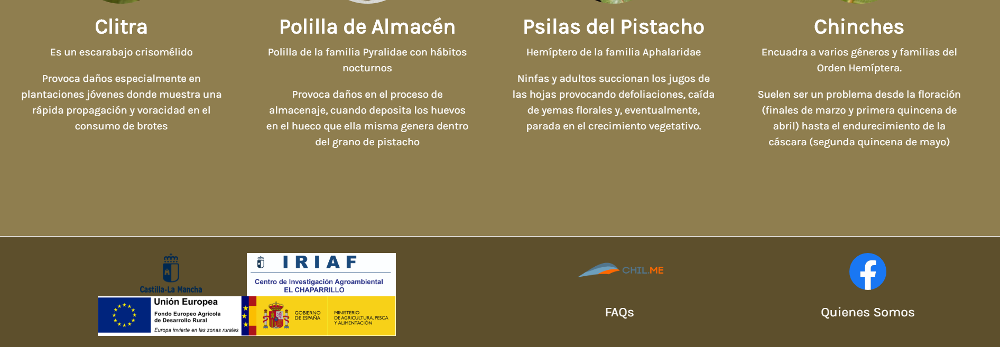 Clitra
Es un escarabajo crisomélido
Provoca daños especialmente en
plantaciones jóvenes donde muestra una
rápida propagación y voracidad en el
consumo de brotes
Polilla de Almacén
Polilla de la familia Pyralidae con hábitos
nocturnos
Provoca daños en el proceso de
almacenaje, cuando deposita los huevos
en el hueco que ella misma genera dentro
del grano de pistacho
Psilas del Pistacho
Hemíptero de la familia Aphalaridae
Ninfas y adultos succionan los jugos de
las hojas provocando defoliaciones, caída
de yemas florales y, eventualmente,
parada en el crecimiento vegetativo.
Chinches
Encuadra a varios géneros y familias del
Orden Hemíptera.
Suelen ser un problema desde la floración
(finales de marzo y primera quincena de
abril) hasta el endurecimiento de la
cáscara (segunda quincena de mayo)
Castilla-La Mancha
IRIAF
Centro de Investigación Agroambiental
EL CHAPARRILLO
Unión Europea
Fondo Europeo Agrícola
de Desarrollo Rural
Europa invierte en las zonas rurales
GOBIERNO
DE ESPAÑA
MINISTERIO
DE AGRICULTURA, PESCA
Y ALIMENTACIÓN
CHIL.ME
FAQs
Quienes Somos